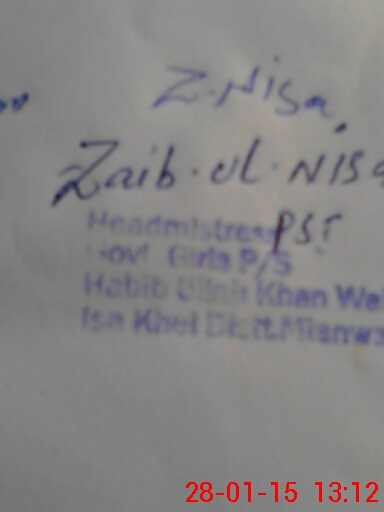 Z.Nisa.
Zaib.ul.NISa
PST
Headmistress
Govt Girls P/S
Habib Ullah Khan Wa
Isa Khel Distt.Mianwa
28-01-15 13:12